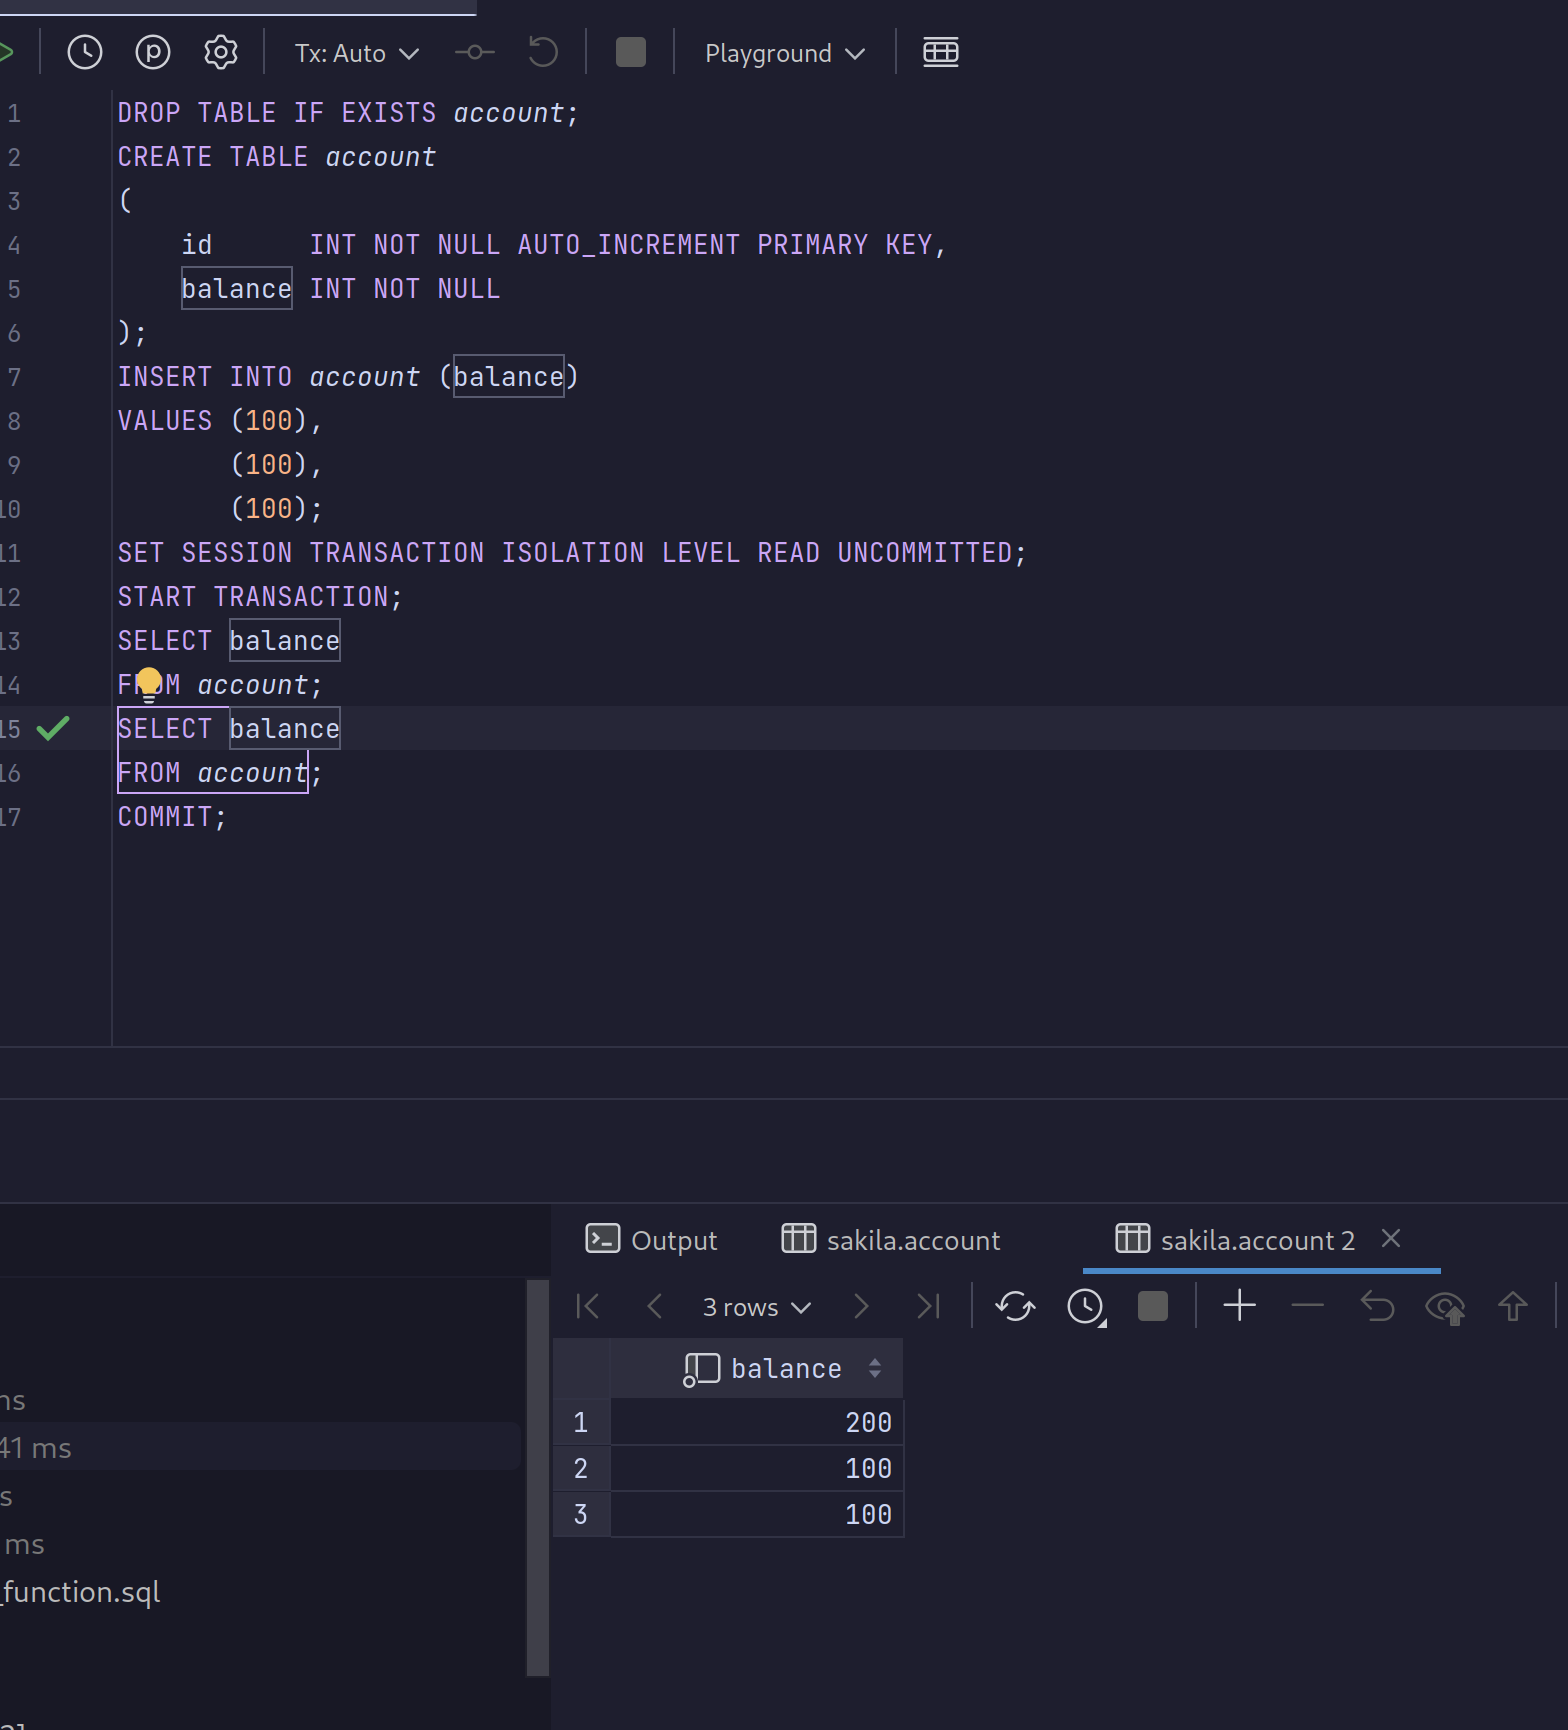 Tx: Auto Playground
1 DROP TABLE IF EXISTS account;
2 CREATE TABLE account
3 (
4 id INT NOT NULL AUTO_INCREMENT PRIMARY KEY,
5 balance INT NOT NULL
6 );
7 INSERT INTO account (balance)
8 VALUES (100),
9 (100),
10 (100);
11 SET SESSION TRANSACTION ISOLATION LEVEL READ UNCOMMITTED;
12 START TRANSACTION;
13 SELECT balance
14 FROM account;
15 SELECT balance
16 FROM account;
17 COMMIT;
Output sakila.account sakila.account 2
3 rows
balance
1 200
2 100
3 100
ms
41 ms
s
ms
_function.sql